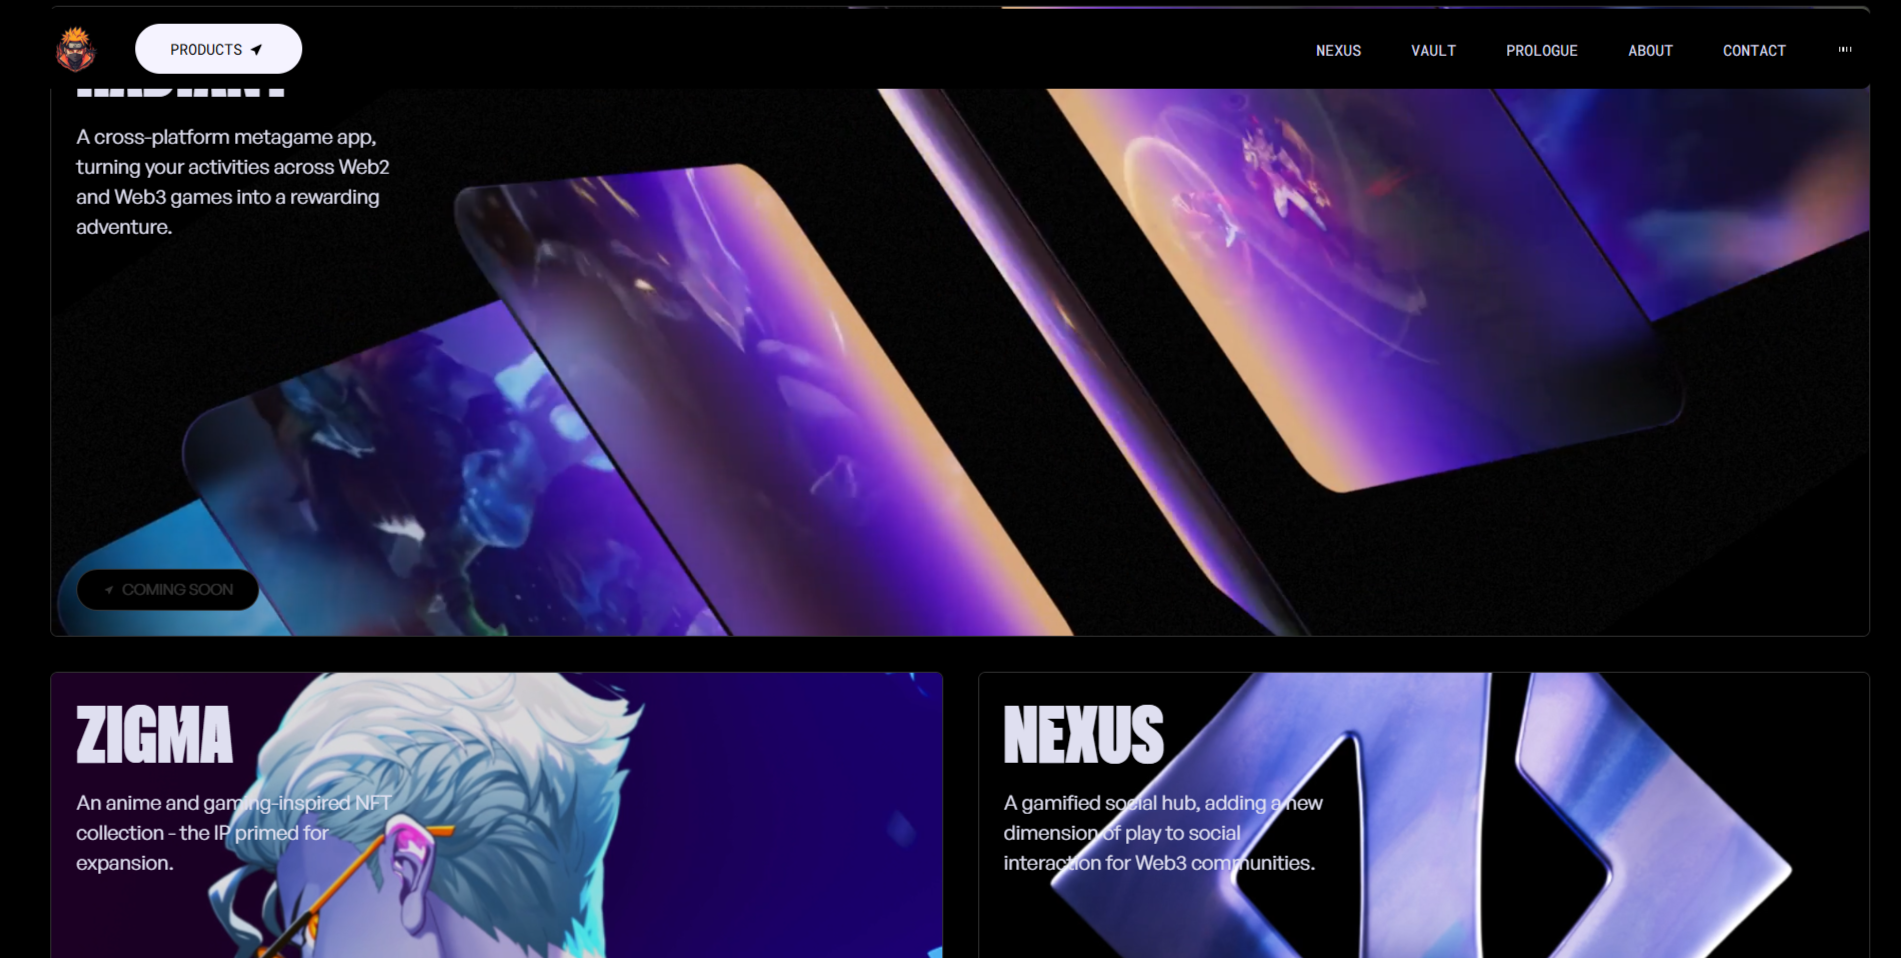 PRODUCTS
NEXUS
VAULT
PROLOGUE
ABOUT
CONTACT
A cross-platform metagame app,
turning your activities across Web2
and Web3 games into a rewarding
adventure.
COMING SOON
ZIGMA
An anime and gaming-inspired NFT
collection - the IP primed for
expansion.
NEXUS
A gamified social hub, adding a new
dimension of play to social
interaction for Web3 communities.